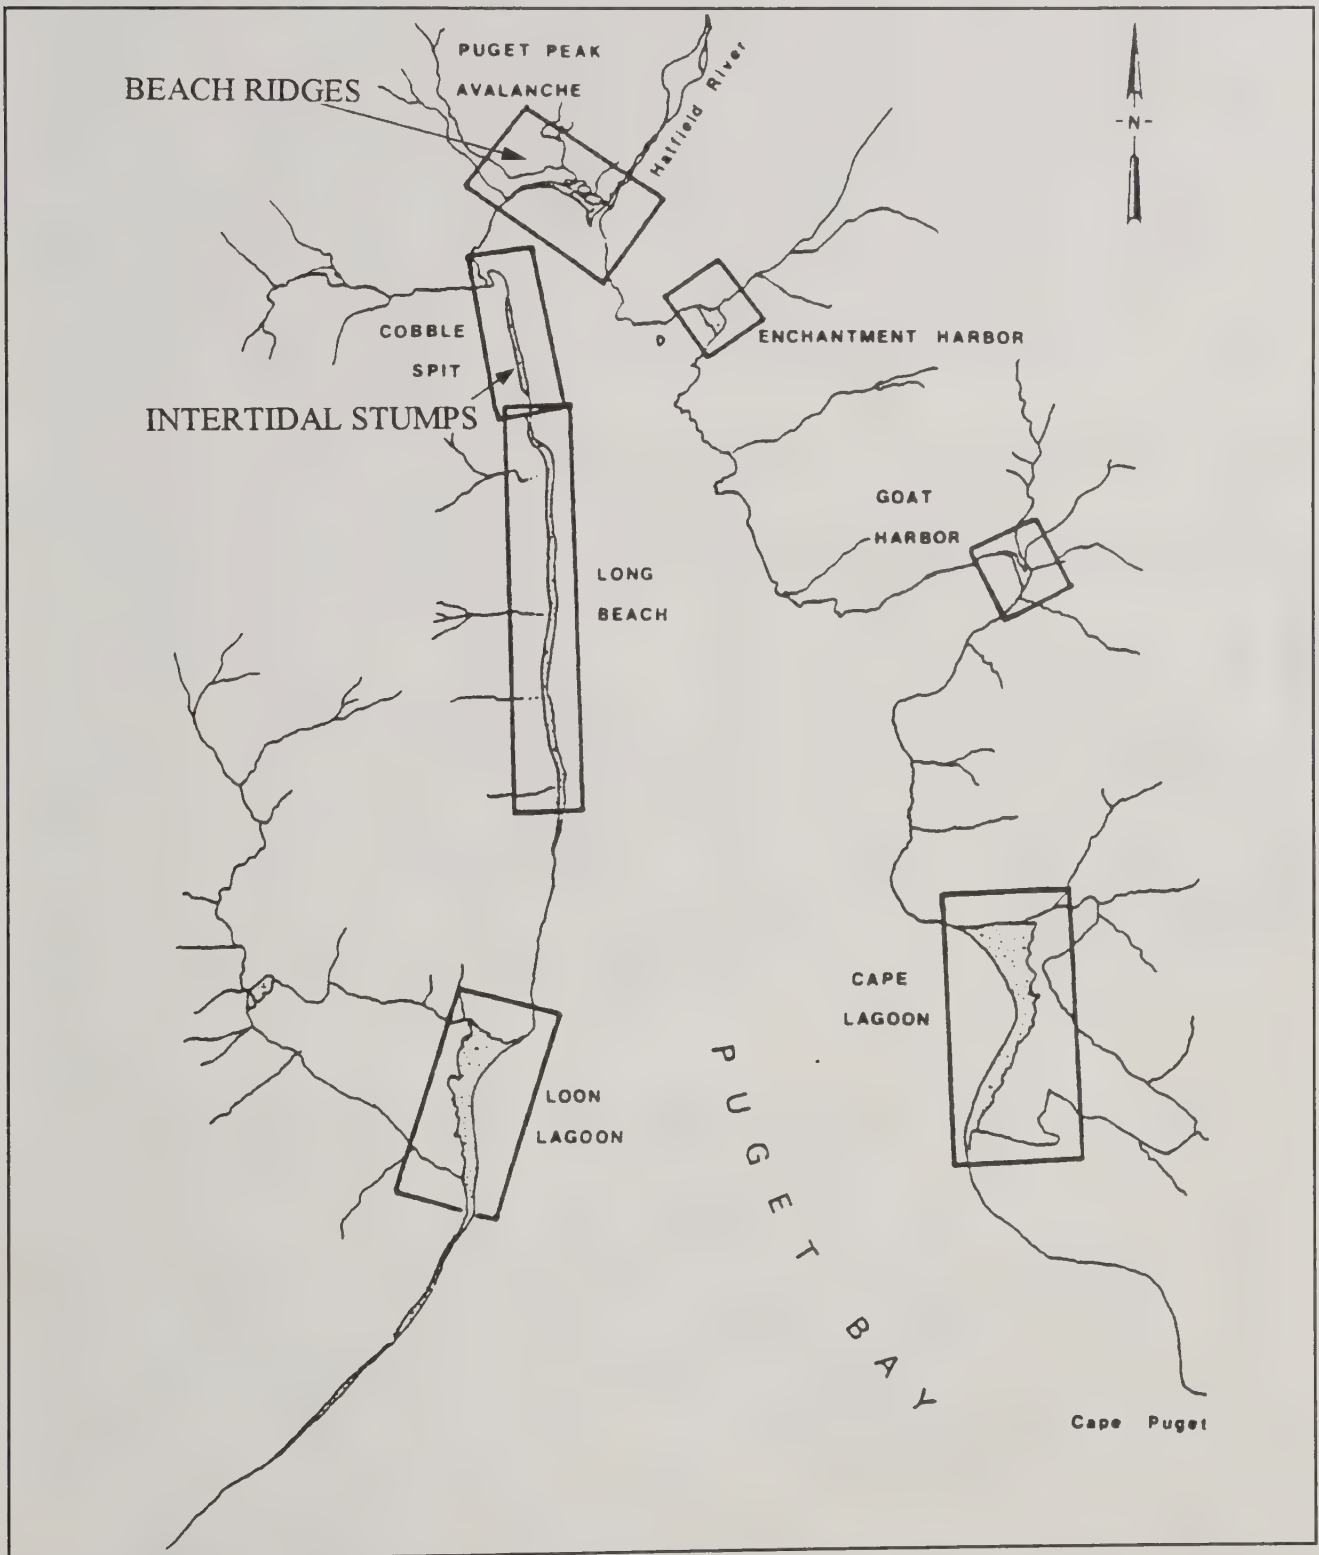 PUGET PEAK
AVALANCHE
BEACH RIDGES
Hatfield River
-N-
COBBLE
SPIT
ENCHANTMENT HARBOR
INTERTIDAL STUMPS
GOAT
HARBOR
LONG
BEACH
CAPE
LAGOON
LOON
LAGOON
PUGET BAY
Cape Puget